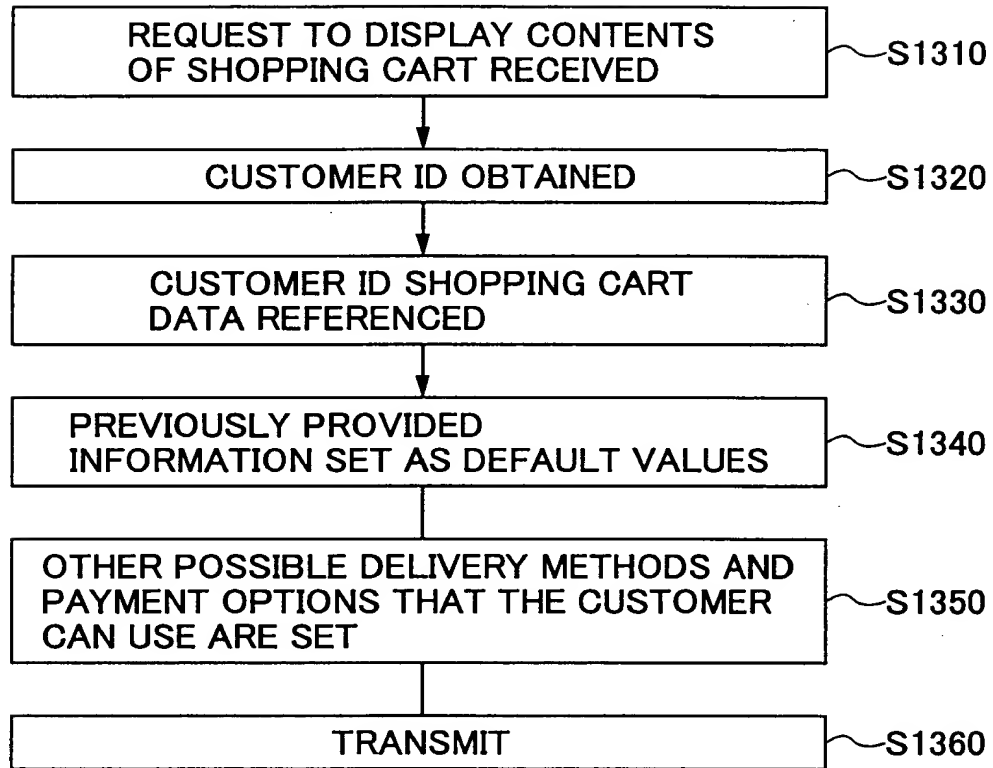 REQUEST TO DISPLAY CONTENTS
OF SHOPPING CART RECEIVED
S1310
CUSTOMER ID OBTAINED
S1320
CUSTOMER ID SHOPPING CART
DATA REFERENCED
S1330
PREVIOUSLY PROVIDED
INFORMATION SET AS DEFAULT VALUES
S1340
OTHER POSSIBLE DELIVERY METHODS AND
PAYMENT OPTIONS THAT THE CUSTOMER
CAN USE ARE SET
S1350
TRANSMIT
S1360